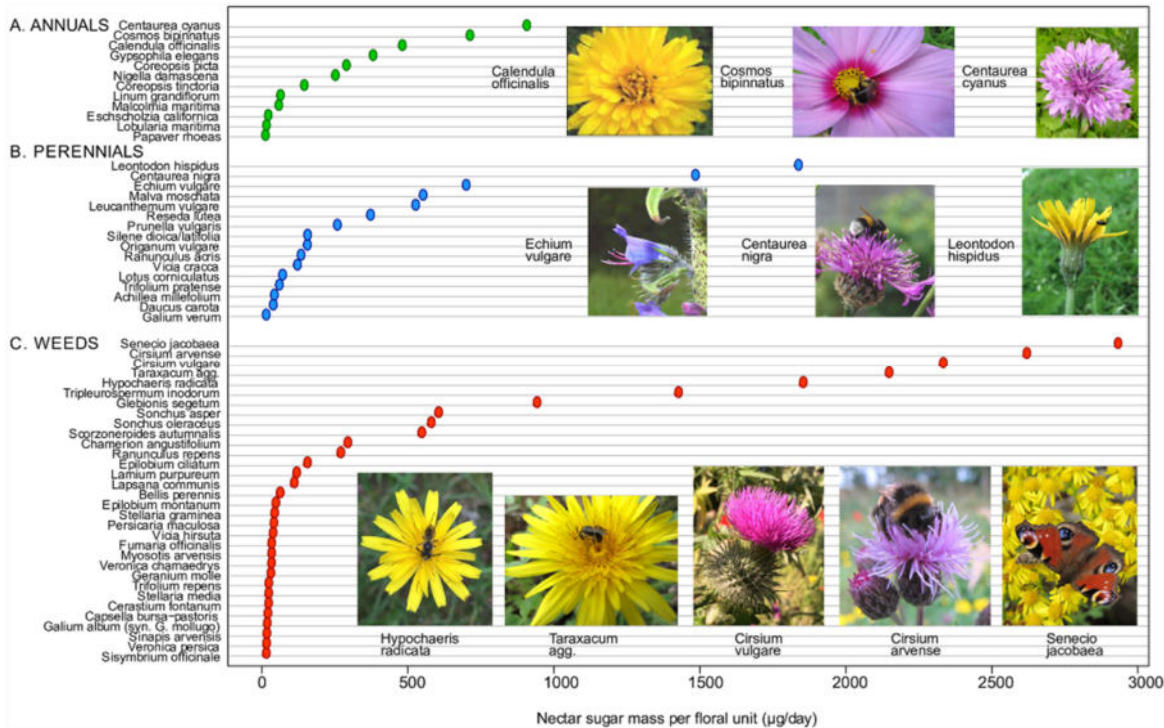 A. ANNUALS
Centaurea cyanus
Cosmos bipinnatus
Calendula officinalis
Gypsophila elegans
Coreopsis picta
Nigella damascena
Coreopsis tinctoria
Linum grandiflorum
Malcolmia maritima
Eschscholzia californica
Lobularia maritima
Papaver rhoeas
Calendula
officinalis
Cosmos
bipinnatus
Centaurea
cyanus
B. PERENNIALS
Leontodon hispidus
Centaurea nigra
Echium vulgare
Malva moschata
Leucanthemum vulgare
Reseda lutea
Prunella vulgaris
Silene dioica/latifolia
Origanum vulgare
Ranunculus acris
Vicia cracca
Lotus corniculatus
Trifolium pratense
Achillea millefolium
Daucus carota
Galium verum
Echium
vulgare
Centaurea
nigra
Leontodon
hispidus
C. WEEDS
Senecio jacobaea
Cirsium arvense
Cirsium vulgare
Taraxacum agg.
Hypochaeris radicata
Tripleurospermum inodorum
Glebionis segetum
Sonchus asper
Sonchus oleraceus
Scorzoneroides autumnalis
Chamerion angustifolium
Ranunculus repens
Epilobium ciliatum
Lamium purpureum
Lapsana communis
Bellis perennis
Epilobium montanum
Stellaria graminea
Persicaria maculosa
Vicia hirsuta
Fumaria officinalis
Myosotis arvensis
Veronica chamaedrys
Geranium molle
Trifolium repens
Stellaria media
Cerastium fontanum
Capsella bursa−pastoris
Galium album (syn. G. mollugo)
Sinapis arvensis
Veronica persica
Sisymbrium officinale
Hypochaeris
radicata
Taraxacum
agg.
Cirsium
vulgare
Cirsium
arvense
Senecio
jacobaea
0 500 1000 1500 2000 2500 3000
Nectar sugar mass per floral unit (µg/day)